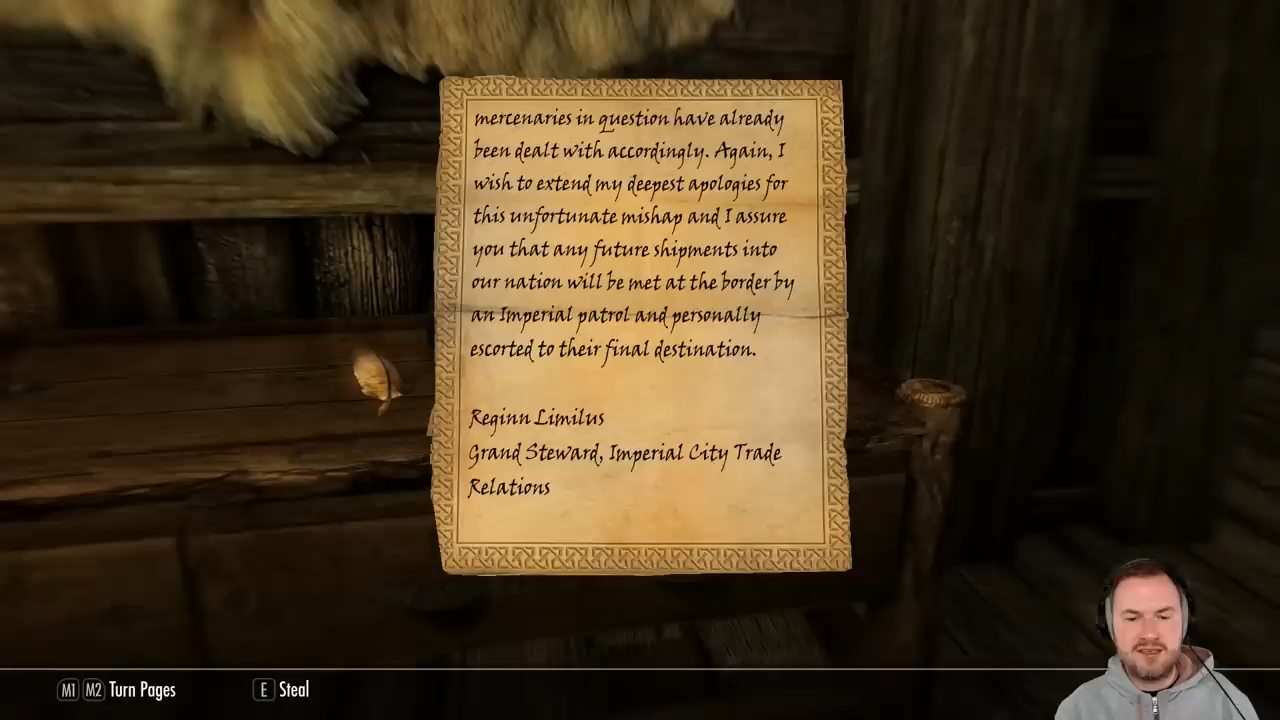 mercenaries in question have already
been dealt with accordingly. Again, I
wish to extend my deepest apologies for
this unfortunate mishap and I assure
you that any future shipments into
our nation will be met at the border by
an Imperial patrol and personally
escorted to their final destination.
Reginn Limilus
Grand Steward, Imperial City Trade
Relations
M1 M2 Turn Pages E Steal